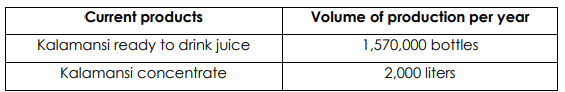 Current products Volume of production per year
Kalamansi ready to drink juice 1,570,000 bottles
Kalamansi concentrate 2,000 liters